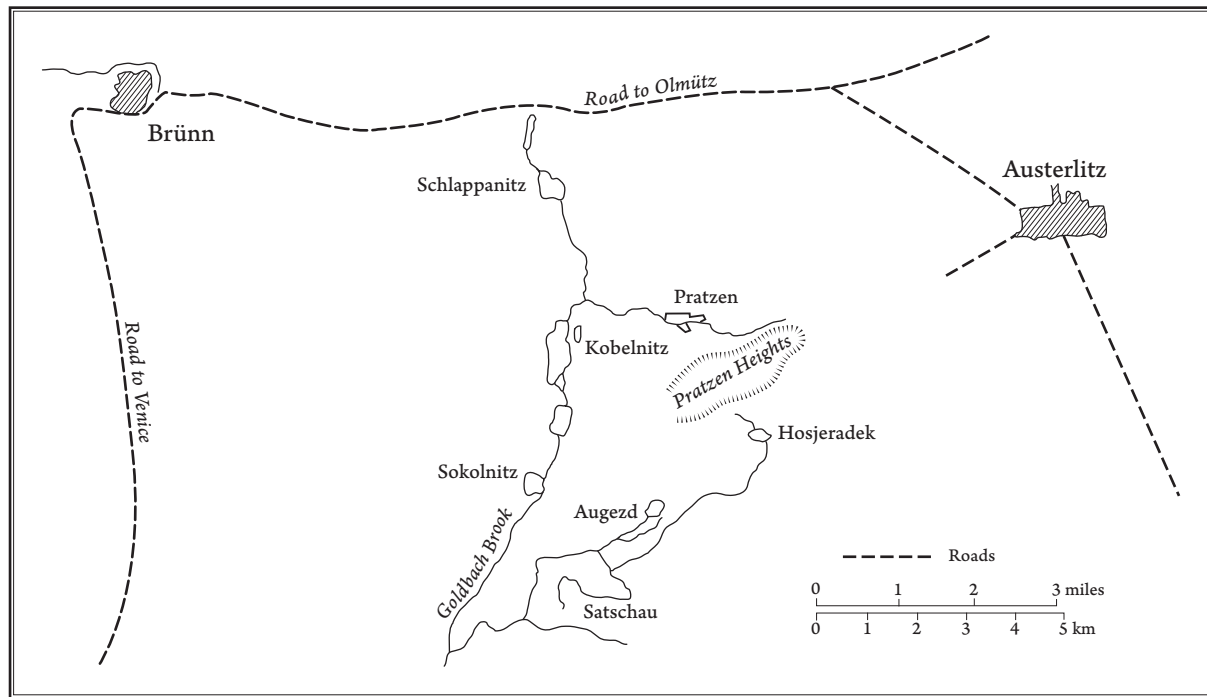 Road to Olmütz
Brünn
Austerlitz
Schlappanitz
Pratzen
Road to Venice
Kobelnitz
Pratzen Heights
Hosjeradek
Sokolnitz
Augezd
Goldbach Brook
Roads
Satschau
0 1 2 3 miles
0 1 2 3 4 5 km